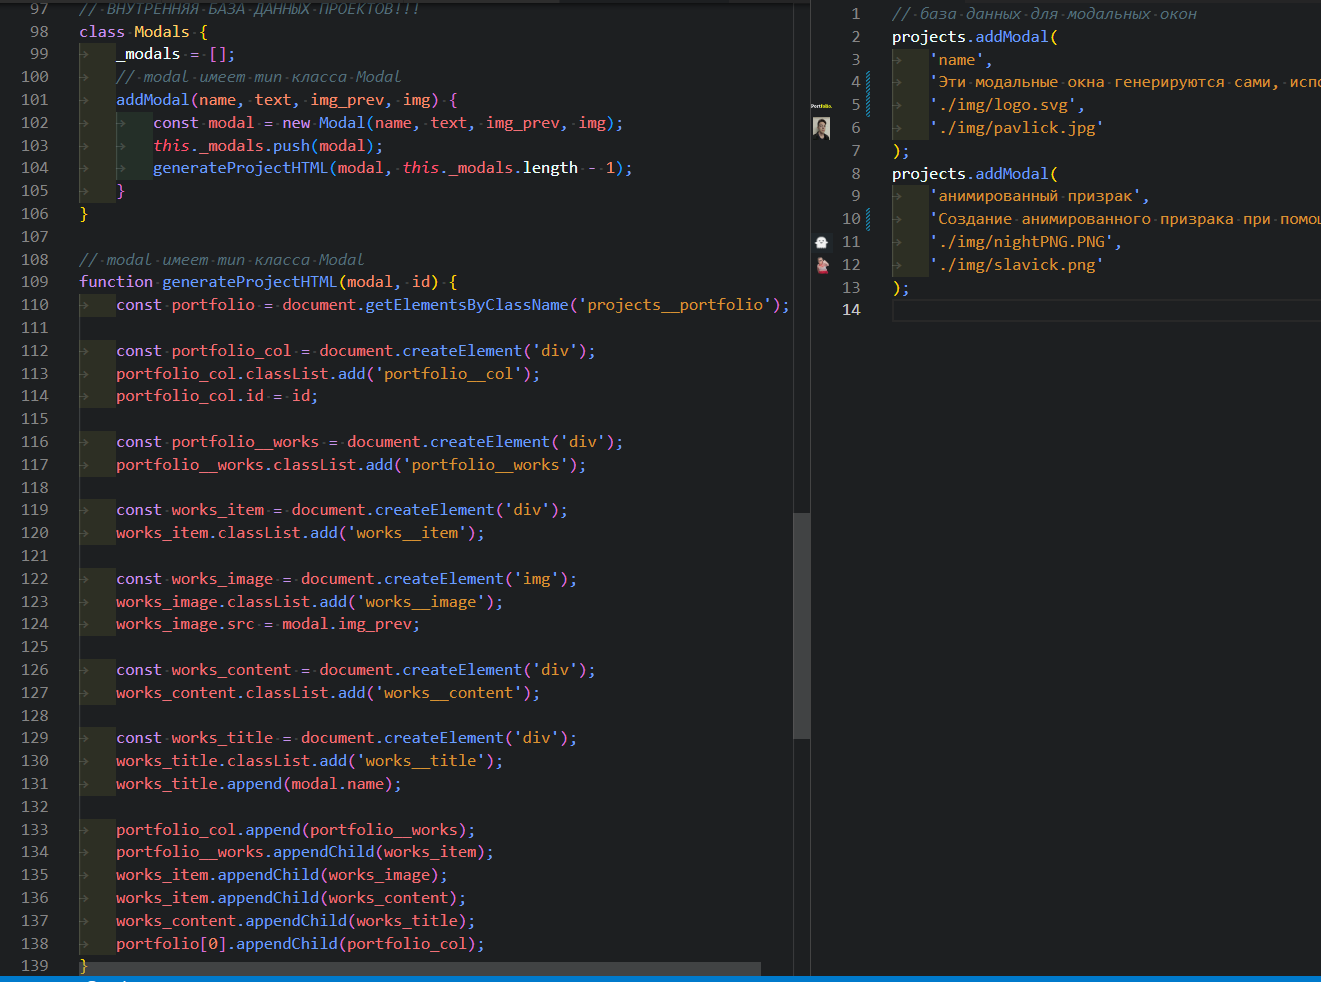 97 // ВНУТРЕННЯЯ БАЗА ДАННЫХ ПРОЕКТОВ!!!
98 class Modals {
99 _modals = [];
100 // modal имеет тип класса Modal
101 addModal(name, text, img_prev, img) {
102 const modal = new Modal(name, text, img_prev, img);
103 this._modals.push(modal);
104 generateProjectHTML(modal, this._modals.length - 1);
105 }
106 }
107
108 // modal имеет тип класса Modal
109 function generateProjectHTML(modal, id) {
110 const portfolio = document.getElementsByClassName('projects__portfolio');
111
112 const portfolio_col = document.createElement('div');
113 portfolio_col.classList.add('portfolio__col');
114 portfolio_col.id = id;
115
116 const portfolio__works = document.createElement('div');
117 portfolio__works.classList.add('portfolio__works');
118
119 const works_item = document.createElement('div');
120 works_item.classList.add('works__item');
121
122 const works_image = document.createElement('img');
123 works_image.classList.add('works__image');
124 works_image.src = modal.img_prev;
125
126 const works_content = document.createElement('div');
127 works_content.classList.add('works__content');
128
129 const works_title = document.createElement('div');
130 works_title.classList.add('works__title');
131 works_title.append(modal.name);
132
133 portfolio_col.append(portfolio__works);
134 portfolio__works.appendChild(works_item);
135 works_item.appendChild(works_image);
136 works_item.appendChild(works_content);
137 works_content.appendChild(works_title);
138 portfolio[0].appendChild(portfolio_col);
139 }
1 // база данных для модальных окон
2 projects.addModal(
3 'name',
4 'Эти модальные окна генерируются сами, испо
Portfolio. 5 './img/logo.svg',
6 './img/pavlick.jpg'
7 );
8 projects.addModal(
9 'анимированный призрак',
10 'Создание анимированного призрака при помощ
11 './img/nightPNG.PNG',
12 './img/slavick.png'
13 );
14